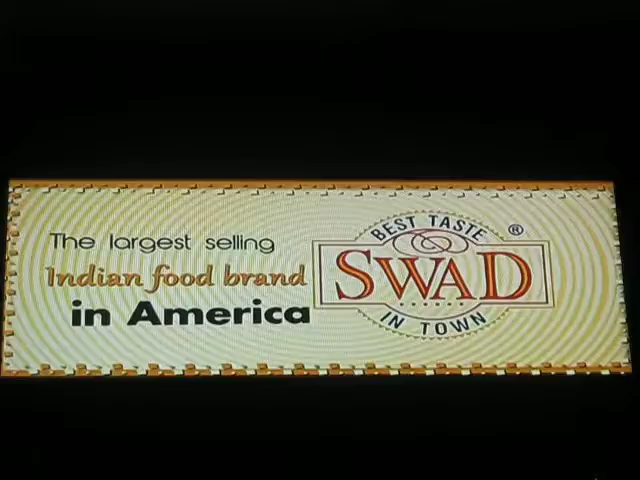 The largest selling
Indian food brand
in America
BEST TASTE ®
SWAD
IN TOWN